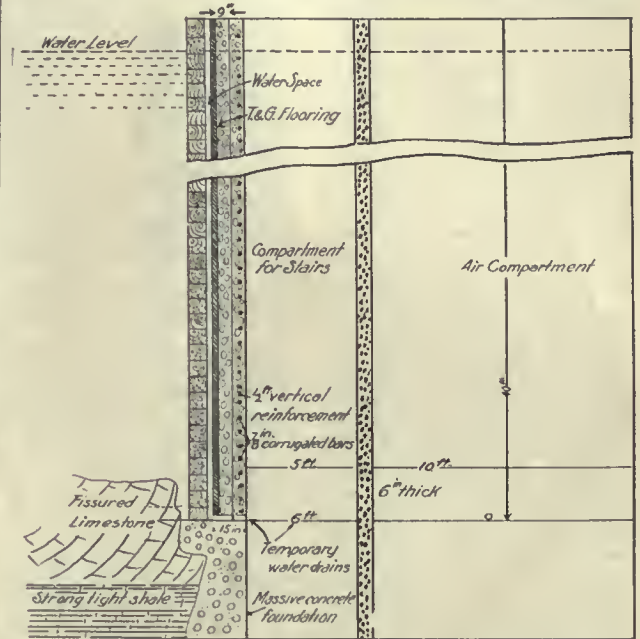 9"
Water Level
Water Space
T.&G. Flooring
Compartment
for Stairs
Air Compartment
½" vertical
reinforcement
⅞ in. corrugated bars
5 ft.
10 ft.
6 in thick
Fissured
Limestone
15 in.
6 ft
Temporary
water drains
Strong light shale
Massive concrete
foundation